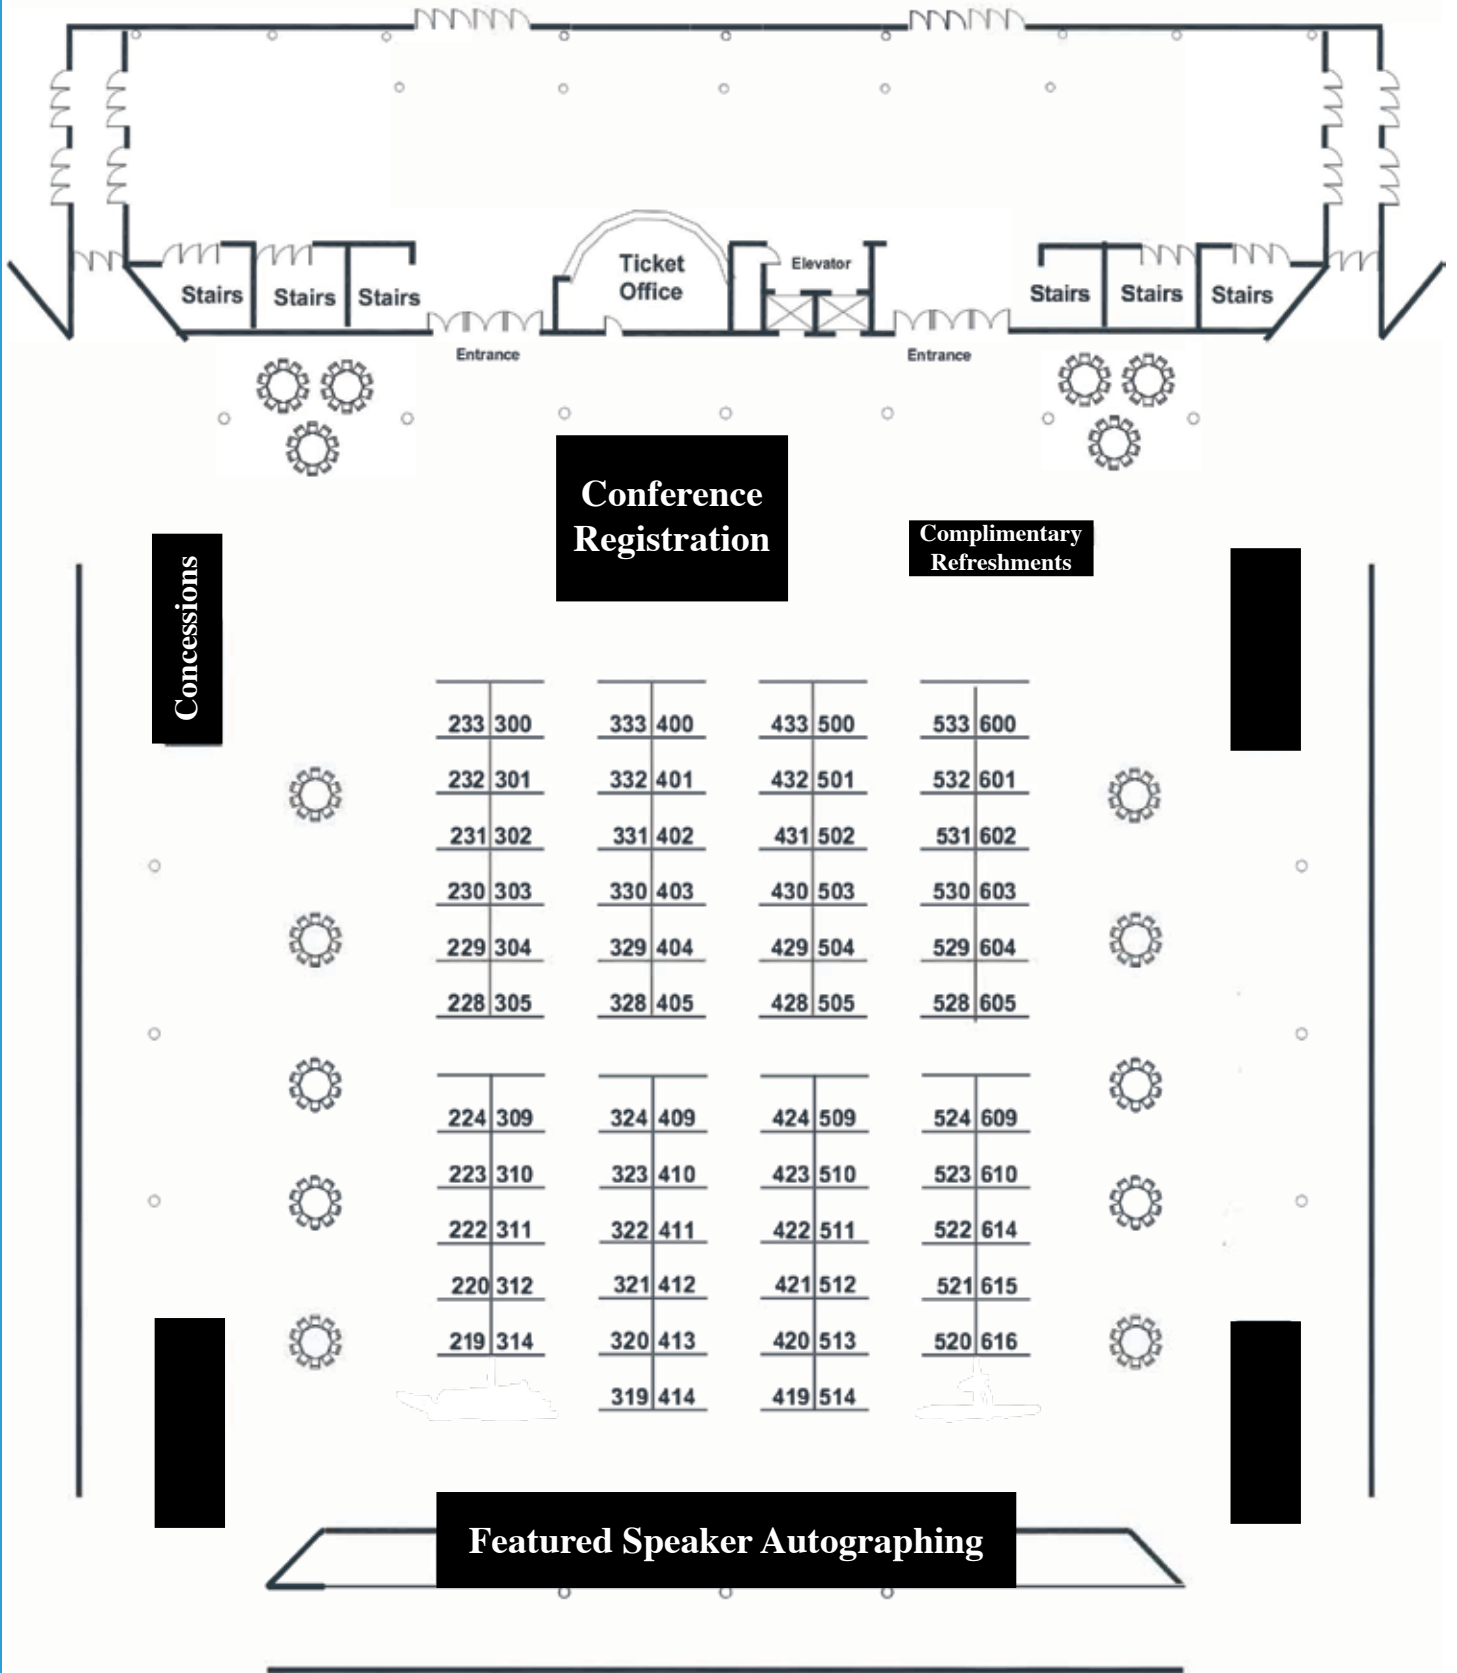 Ticket
Office
Elevator
Stairs
Stairs
Stairs
Stairs
Stairs
Stairs
Entrance
Entrance
Conference
Registration
Complimentary
Refreshments
Concessions
233 300
333 400
433 500
533 600
232 301
332 401
432 501
532 601
231 302
331 402
431 502
531 602
230 303
330 403
430 503
530 603
229 304
329 404
429 504
529 604
228 305
328 405
428 505
528 605
224 309
324 409
424 509
524 609
223 310
323 410
423 510
523 610
222 311
322 411
422 511
522 614
220 312
321 412
421 512
521 615
219 314
320 413
420 513
520 616
319 414
419 514
Featured Speaker Autographing